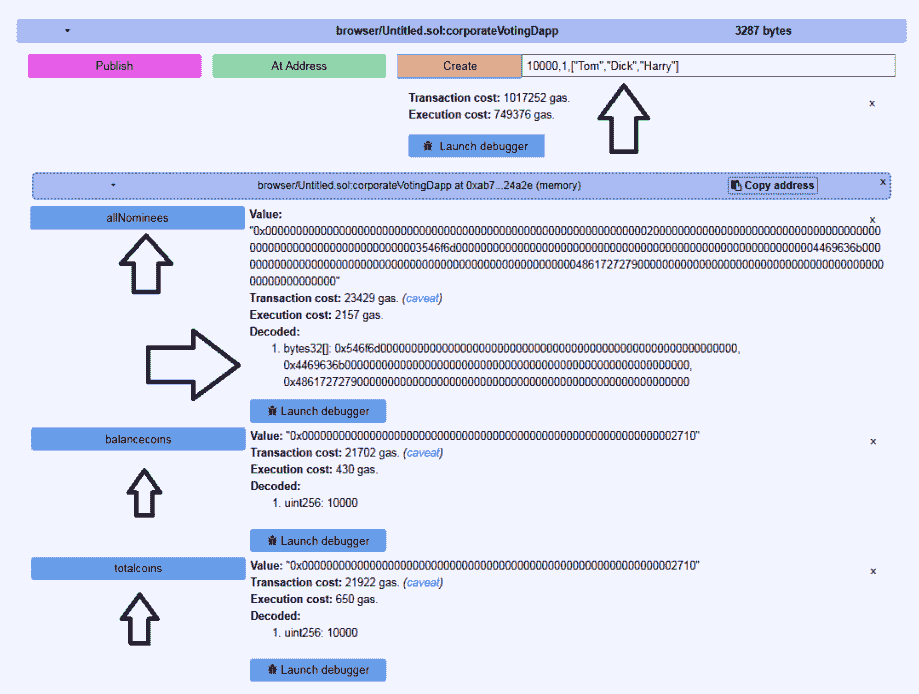 browser/Untitled.sol:corporateVotingDapp 3287 bytes
Publish At Address Create 10000,1,["Tom","Dick","Harry"]
Transaction cost: 1017252 gas. x
Execution cost: 749376 gas.
Launch debugger
browser/Untitled.sol:corporateVotingDapp at 0xab7...24a2e (memory) Copy address x
allNominees Value: x
Transaction cost: 23429 gas. (caveat)
Execution cost: 2157 gas.
Decoded:
1. bytes32[]: 0x546f6d0000000000000000000000000000000000000000000000000000000000,
0x4469636b00000000000000000000000000000000000000000000000000000000,
0x4861727279000000000000000000000000000000000000000000000000000000
Launch debugger
balancecoins Value: "0x0000000000000000000000000000000000000000000000000000000000002710" x
Transaction cost: 21702 gas. (caveat)
Execution cost: 430 gas.
Decoded:
1. uint256: 10000
Launch debugger
totalcoins Value: "0x0000000000000000000000000000000000000000000000000000000000002710" x
Transaction cost: 21922 gas. (caveat)
Execution cost: 650 gas.
Decoded:
1. uint256: 10000
Launch debugger